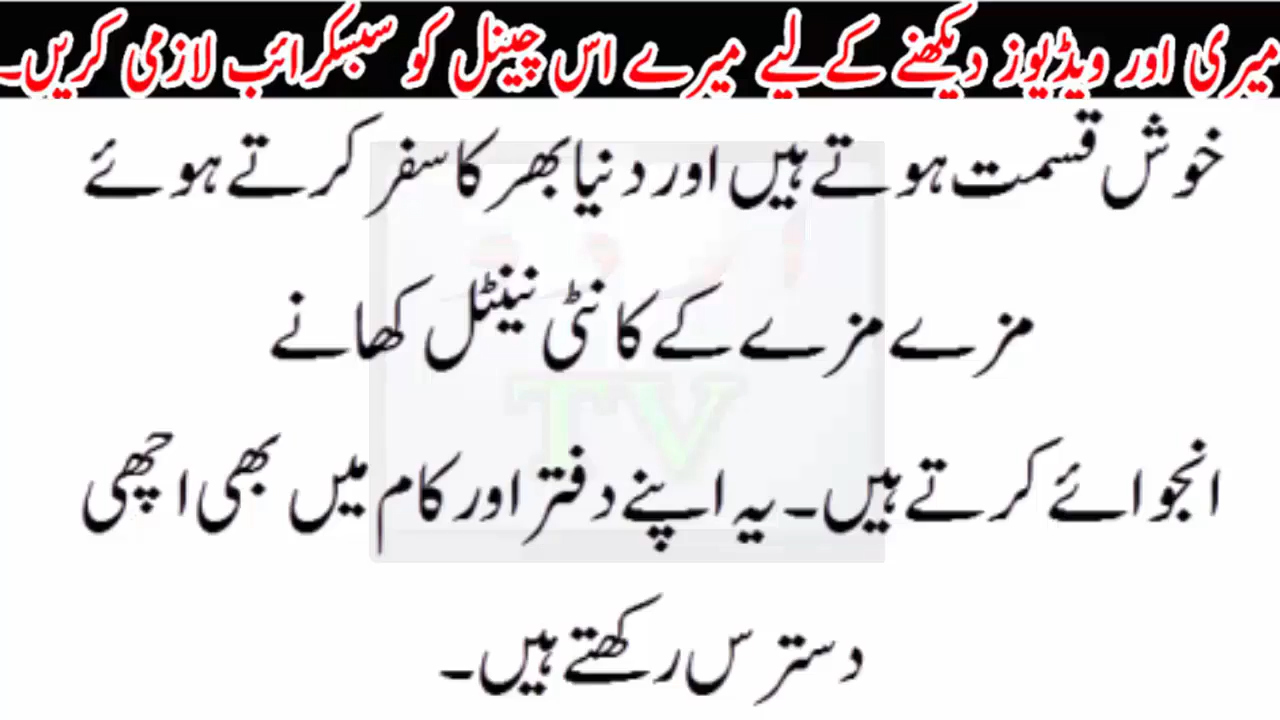 میری اور ویڈیوز دیکھنے کے لیے میرے اس چینل کو سبسکرائب لازمی کریں۔
خوش قسمت ہوتے ہیں اور دنیا بھر کا سفر کرتے ہوئے
مزے مزے کے کانٹی نینٹل کھانے
انجوائے کرتے ہیں۔ یہ اپنے دفتر اور کام میں بھی اچھی
دسترس رکھتے ہیں۔
اردو
TV